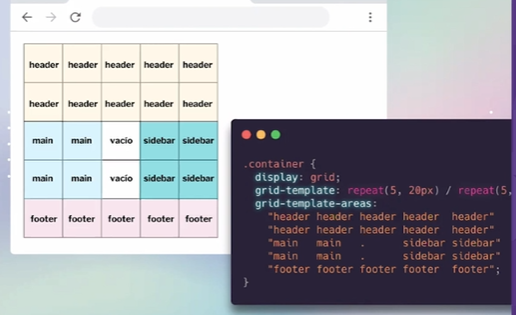 header header header header header
header header header header header
main main vacío sidebar sidebar
main main vacío sidebar sidebar
footer footer footer footer footer
.container {
display: grid;
grid-template: repeat(5, 20px) / repeat(5,
grid-template-areas:
"header header header header header"
"header header header header header"
"main main . sidebar sidebar"
"main main . sidebar sidebar"
"footer footer footer footer footer";
}